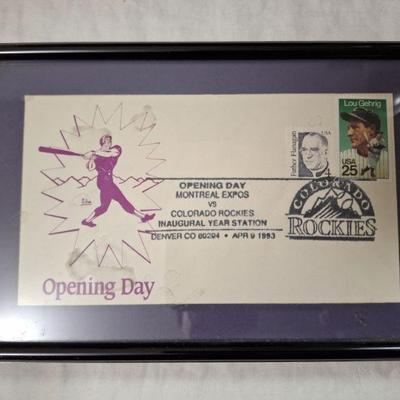 Lou Gehrig
USA
25
Father Flanagan
USA
4
OPENING DAY
MONTREAL EXPOS
VS
COLORADO ROCKIES
INAUGURAL YEAR STATION
DENVER CO 80294 • APR 9 1993
COLORADO
ROCKIES
Opening Day